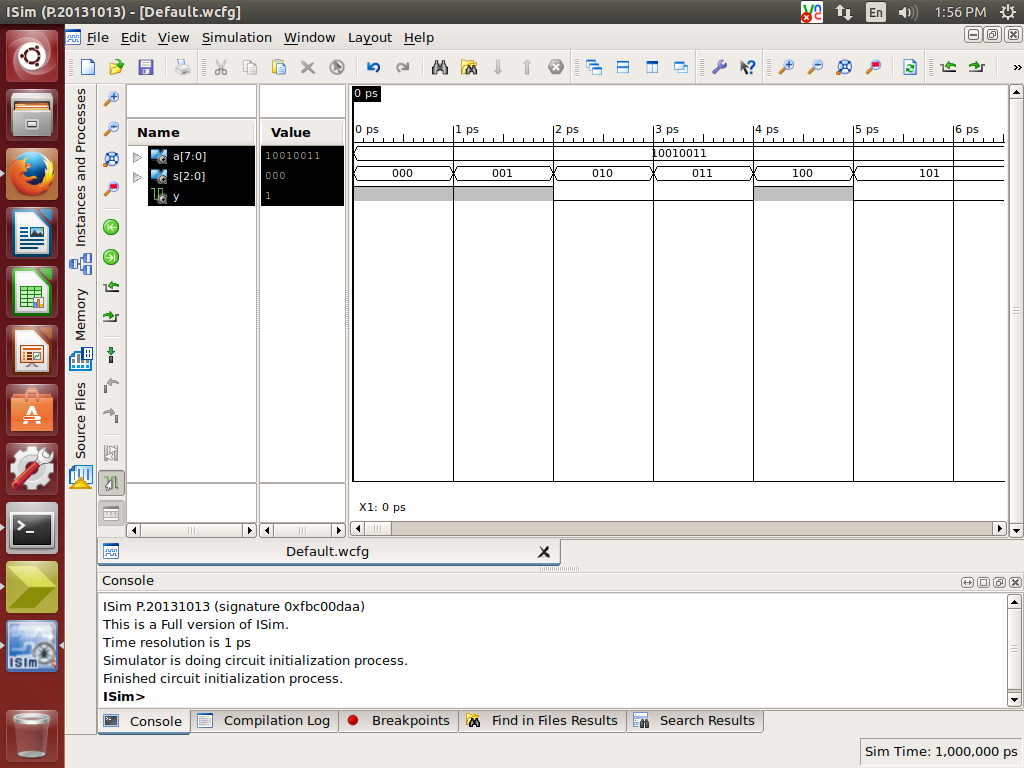 ISim (P.20131013) - [Default.wcfg]
En
1:56 PM
File Edit View Simulation Window Layout Help
»
Instances and Processes
Memory
Source Files
Name
Value
a[7:0]
10010011
s[2:0]
000
y
1
0 ps
0 ps 1 ps 2 ps 3 ps 4 ps 5 ps 6 ps
10010011
000 001 010 011 100 101
X1: 0 ps
Default.wcfg
Console
ISim P.20131013 (signature 0xfbc00daa)
This is a Full version of ISim.
Time resolution is 1 ps
Simulator is doing circuit initialization process.
Finished circuit initialization process.
ISim>
Console Compilation Log Breakpoints Find in Files Results Search Results
Sim Time: 1,000,000 ps
ISim